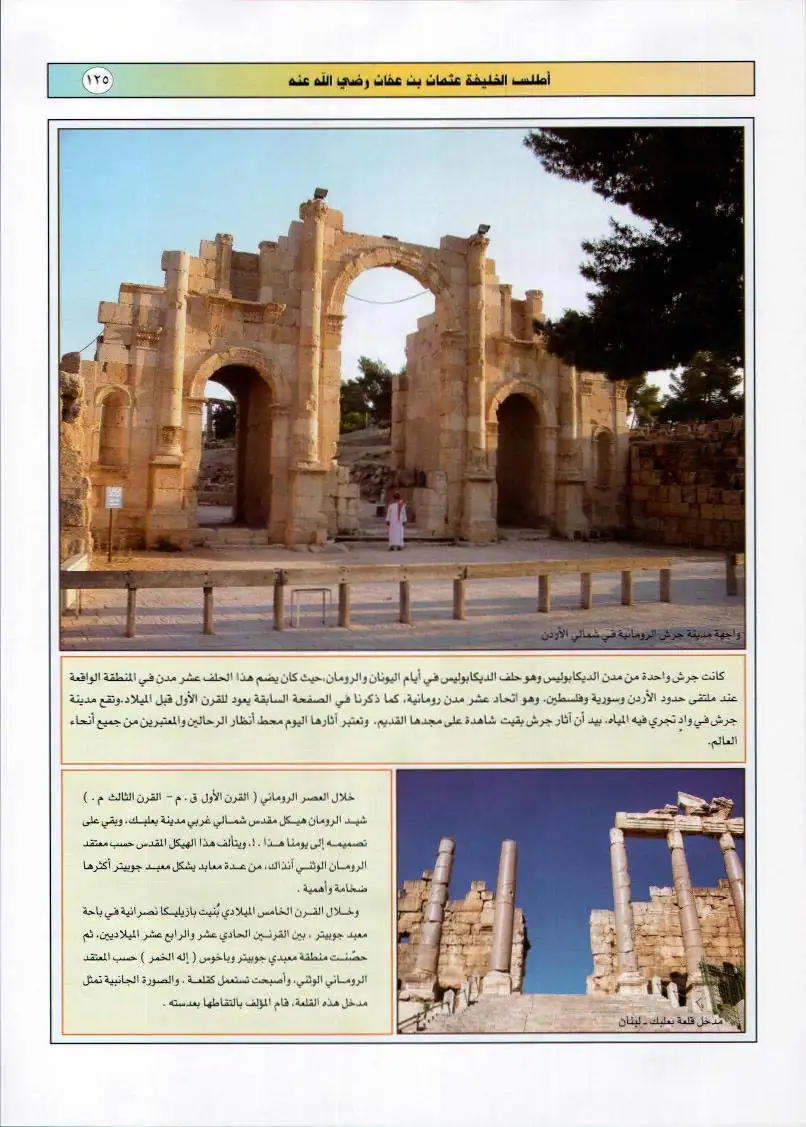 أطلس الخليفة عثمان بن عفان رضي الله عنه
١٢٥
واجهة مدينة جرش الرومانية في شمالي الأردن
كانت جرش واحدة من مدن الديكابوليس وهو حلف الديكابوليس في أيام اليونان والرومان،حيث كان يضم هذا الحلف عشر مدن في المنطقة الواقعة
عند ملتقى حدود الأردن وسورية وفلسطين. وهو اتحاد عشر مدن رومانية، كما ذكرنا في الصفحة السابقة يعود للقرن الأول قبل الميلاد.وتقع مدينة
جرش في وادٍ تجري فيه المياه. بيد أن آثار جرش بقيت شاهدة على مجدها القديم. وتعتبر آثارها اليوم محط أنظار الرحالين والمعتبرين من جميع أنحاء
العالم.
خلال العصر الروماني ( القرن الأول ق . م – القرن الثالث م . )
شيد الرومان هيكل مقدس شمالي غربي مدينة بعلبك، وبقي على
تصميمه إلى يومنا هذا . ا، ويتألف هذا الهيكل المقدس حسب معتقد
الرومان الوثني آنذاك، من عدة معابد يشكل معبد جوبيتر أكثرها
ضخامة وأهمية .
وخلال القرن الخامس الميلادي بُنيت بازيليكا نصرانية في باحة
معبد جوبيتر ، بين القرنين الحادي عشر والرابع عشر الميلاديين، ثم
حصّنت منطقة معبدي جوبيتر وباخوس ( إله الخمر ) حسب المعتقد
الروماني الوثني، وأصبحت تستعمل كقلعة . والصورة الجانبية تمثل
مدخل هذه القلعة، قام المؤلف بالتقاطها بعدسته .
مدخل قلعة بعلبك - لبنان